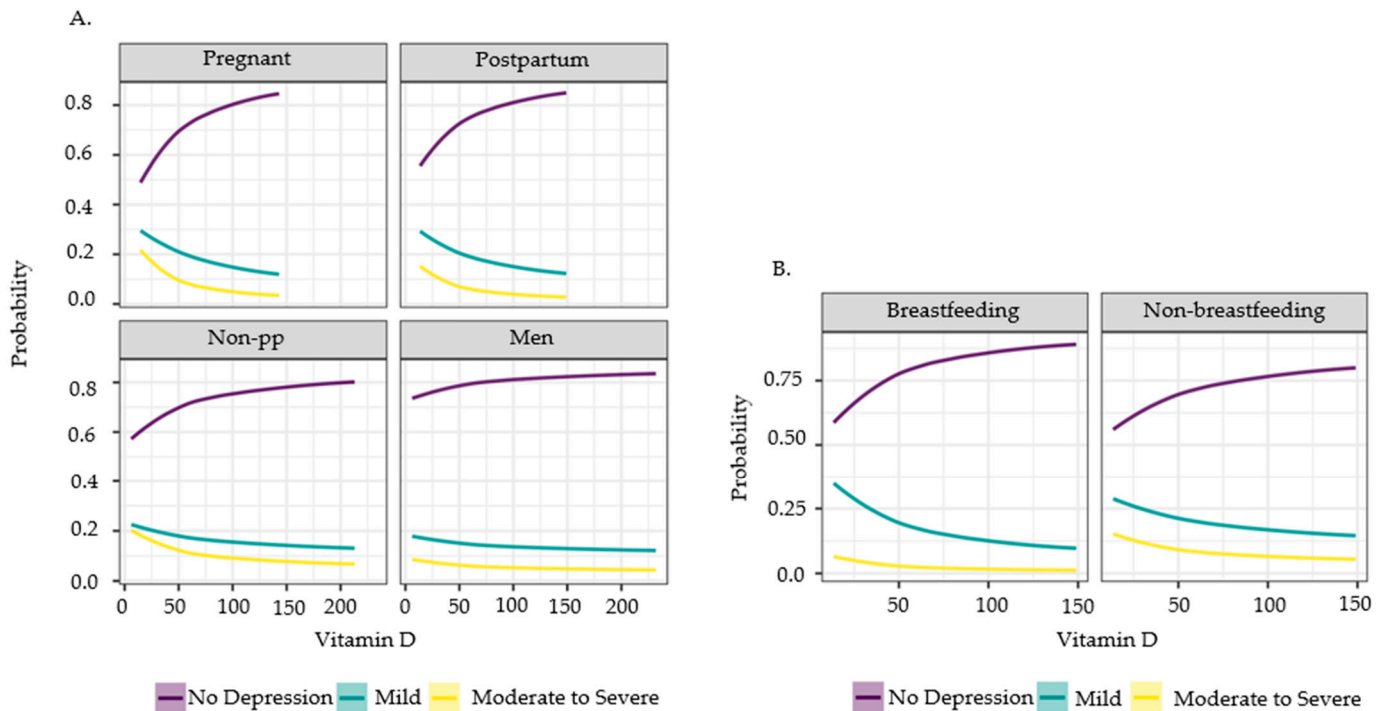 A.
Pregnant
Postpartum
0.8
0.6
0.4
0.2
0.0
Probability
Non-pp
Men
0.8
0.6
0.4
0.2
0.0
0 50 100 150 200
0 50 100 150 200
Vitamin D
No Depression Mild Moderate to Severe
B.
Breastfeeding
Non-breastfeeding
0.75
0.50
0.25
0.0
Probability
50 100 150
50 100 150
Vitamin D
No Depression Mild Moderate to Severe